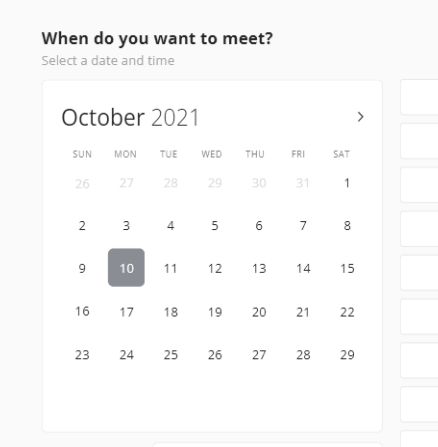 When do you want to meet?
Select a date and time
October 2021
SUN MON TUE WED THU FRI SAT
26 27 28 29 30 31 1
2 3 4 5 6 7 8
9 10 11 12 13 14 15
16 17 18 19 20 21 22
23 24 25 26 27 28 29